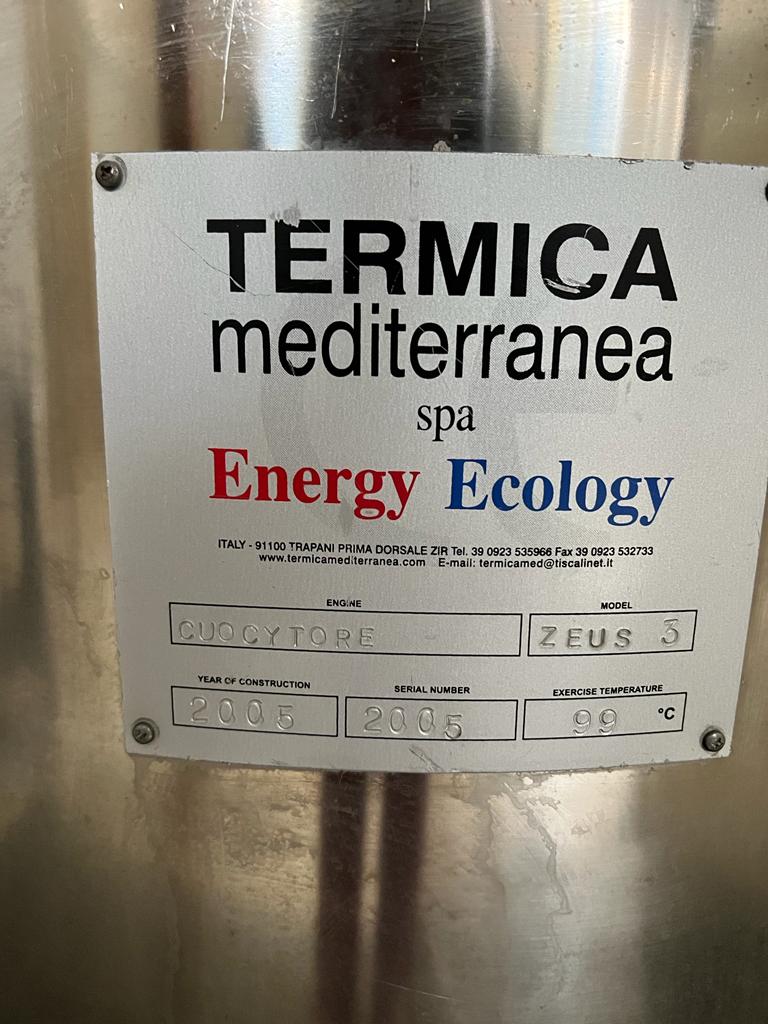 TERMICA
mediterranea
spa
Energy Ecology
ITALY - 91100 TRAPANI PRIMA DORSALE ZIR Tel. 39 0923 535966 Fax 39 0923 532733
www.termicamediterranea.com E-mail: termicamed@tiscalinet.it
ENGINE MODEL
CUOCYTORE - ZEUS 3
YEAR OF CONSTRUCTION SERIAL NUMBER EXERCISE TEMPERATURE
2005 2005 99 °C